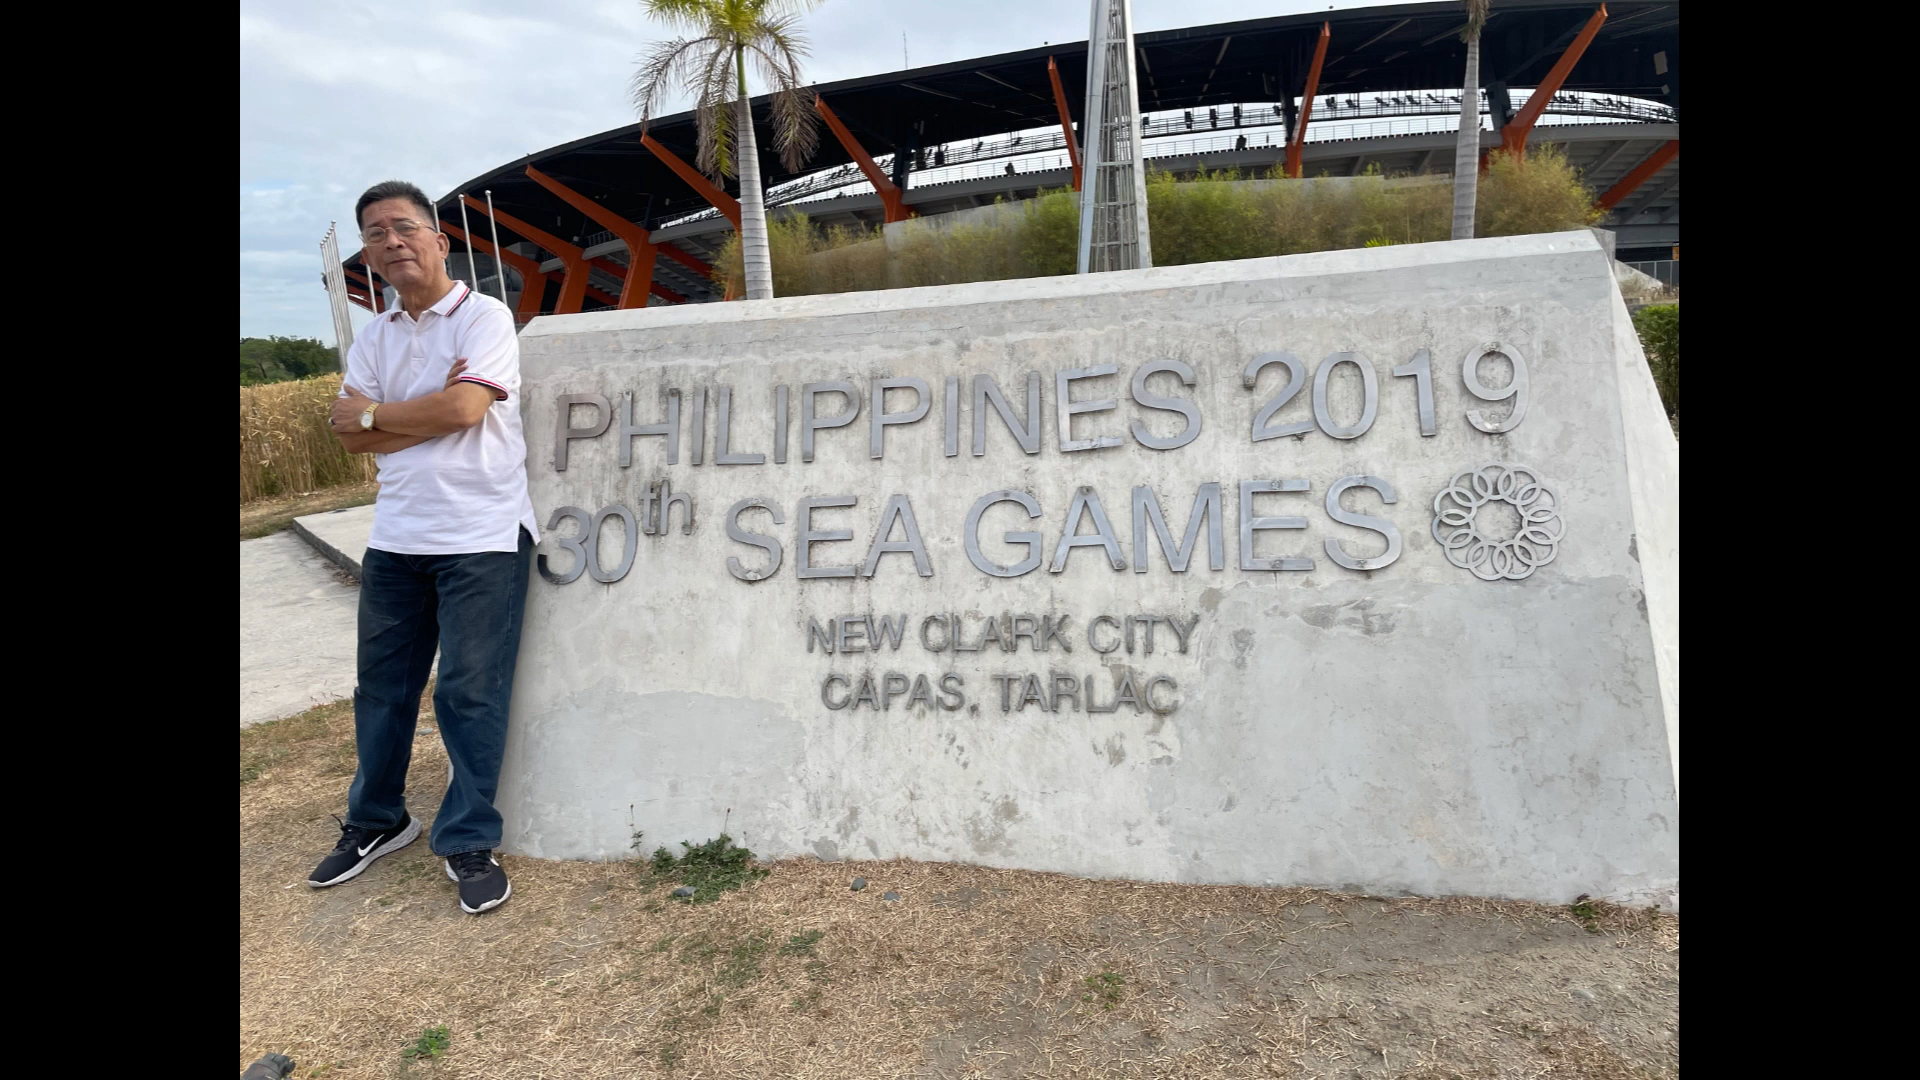 PHILIPPINES 2019
30th SEA GAMES
NEW CLARK CITY
CAPAS, TARLAC